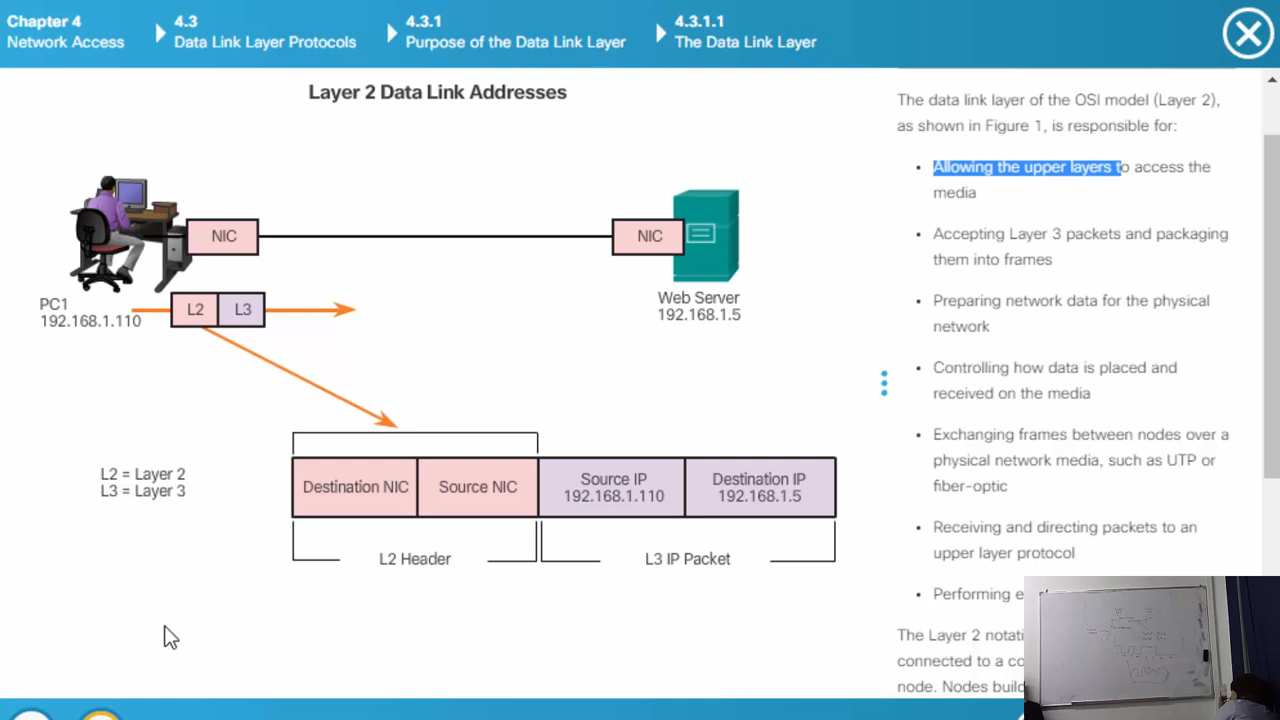 Chapter 4
Network Access
4.3
Data Link Layer Protocols
4.3.1
Purpose of the Data Link Layer
4.3.1.1
The Data Link Layer
Layer 2 Data Link Addresses
NIC
NIC
PC1
192.168.1.110
L2
L3
Web Server
192.168.1.5
L2 = Layer 2
L3 = Layer 3
Destination NIC
Source NIC
Source IP
192.168.1.110
Destination IP
192.168.1.5
L2 Header
L3 IP Packet
The data link layer of the OSI model (Layer 2),
as shown in Figure 1, is responsible for:
• Allowing the upper layers to access the
media
• Accepting Layer 3 packets and packaging
them into frames
• Preparing network data for the physical
network
• Controlling how data is placed and
received on the media
• Exchanging frames between nodes over a
physical network media, such as UTP or
fiber-optic
• Receiving and directing packets to an
upper layer protocol
• Performing
The Layer 2
connected to a
node. Nodes